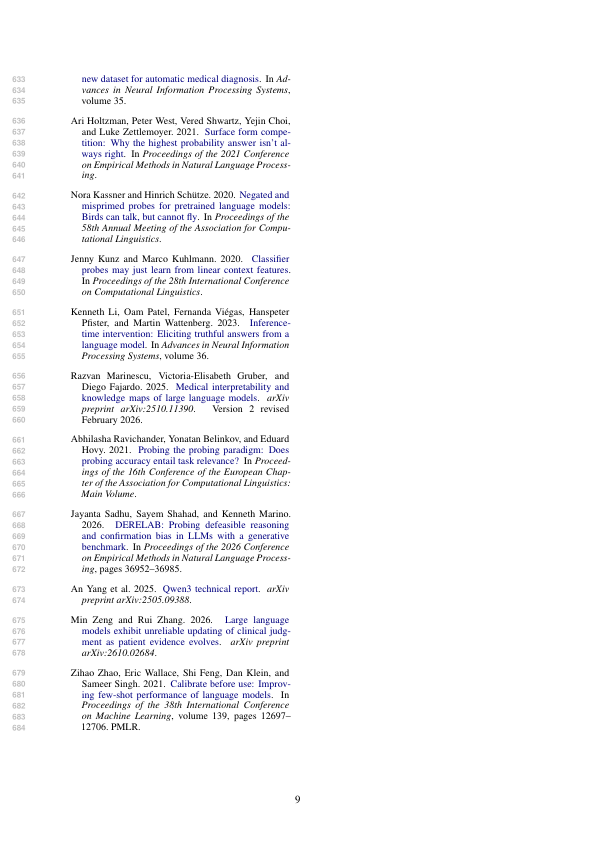 633 new dataset for automatic medical diagnosis. In Ad-
634 vances in Neural Information Processing Systems,
635 volume 35.
636 Ari Holtzman, Peter West, Vered Shwartz, Yejin Choi,
637 and Luke Zettlemoyer. 2021. Surface form compe-
638 tition: Why the highest probability answer isn't al-
639 ways right. In Proceedings of the 2021 Conference
640 on Empirical Methods in Natural Language Process-
641 ing.
642 Nora Kassner and Hinrich Schütze. 2020. Negated and
643 misprimed probes for pretrained language models:
644 Birds can talk, but cannot fly. In Proceedings of the
645 58th Annual Meeting of the Association for Compu-
646 tational Linguistics.
647 Jenny Kunz and Marco Kuhlmann. 2020. Classifier
648 probes may just learn from linear context features.
649 In Proceedings of the 28th International Conference
650 on Computational Linguistics.
651 Kenneth Li, Oam Patel, Fernanda Viégas, Hanspeter
652 Pfister, and Martin Wattenberg. 2023. Inference-
653 time intervention: Eliciting truthful answers from a
654 language model. In Advances in Neural Information
655 Processing Systems, volume 36.
656 Razvan Marinescu, Victoria-Elisabeth Gruber, and
657 Diego Fajardo. 2025. Medical interpretability and
658 knowledge maps of large language models. arXiv
659 preprint arXiv:2510.11390. Version 2 revised
660 February 2026.
661 Abhilasha Ravichander, Yonatan Belinkov, and Eduard
662 Hovy. 2021. Probing the probing paradigm: Does
663 probing accuracy entail task relevance? In Proceed-
664 ings of the 16th Conference of the European Chap-
665 ter of the Association for Computational Linguistics:
666 Main Volume.
667 Jayanta Sadhu, Sayem Shahad, and Kenneth Marino.
668 2026. DERELAB: Probing defeasible reasoning
669 and confirmation bias in LLMs with a generative
670 benchmark. In Proceedings of the 2026 Conference
671 on Empirical Methods in Natural Language Process-
672 ing, pages 36952–36985.
673 An Yang et al. 2025. Qwen3 technical report. arXiv
674 preprint arXiv:2505.09388.
675 Min Zeng and Rui Zhang. 2026. Large language
676 models exhibit unreliable updating of clinical judg-
677 ment as patient evidence evolves. arXiv preprint
678 arXiv:2610.02684.
679 Zihao Zhao, Eric Wallace, Shi Feng, Dan Klein, and
680 Sameer Singh. 2021. Calibrate before use: Improv-
681 ing few-shot performance of language models. In
682 Proceedings of the 38th International Conference
683 on Machine Learning, volume 139, pages 12697–
684 12706. PMLR.
9